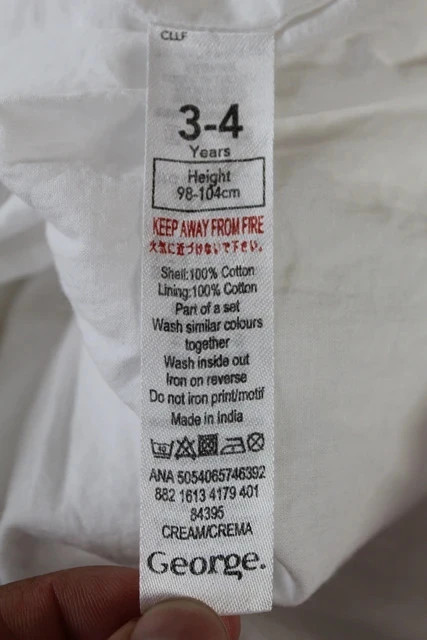 CLLF
3-4
Years
Height
98-104cm
KEEP AWAY FROM FIRE
火気に近づけないで下さい。
Shell:100% Cotton
Lining:100% Cotton
Part of a set
Wash similar colours
together
Wash inside out
Iron on reverse
Do not iron print/motif
Made in India
40
ANA 5054065746392
882 1613 4179 401
84395
CREAM/CREMA
George.